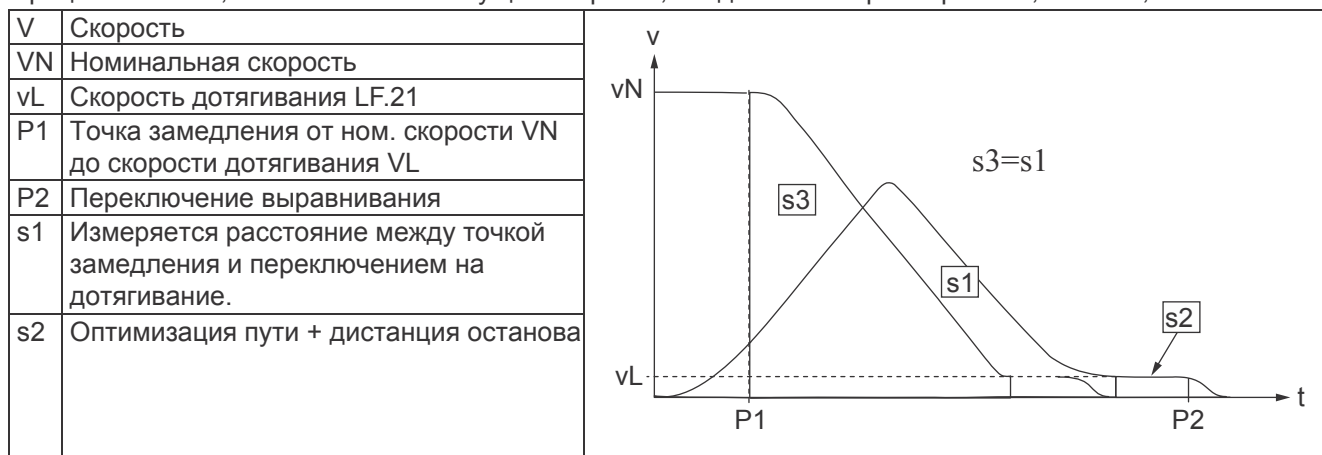 V Скорость
VN Номинальная скорость
vL Скорость дотягивания LF.21
P1 Точка замедления от ном. скорости VN
до скорости дотягивания VL
P2 Переключение выравнивания
s1 Измеряется расстояние между точкой
замедления и переключением на
дотягивание.
s2 Оптимизация пути + дистанция останова
v
vN
s3=s1
s3
s1
s2
vL
t
P1
P2